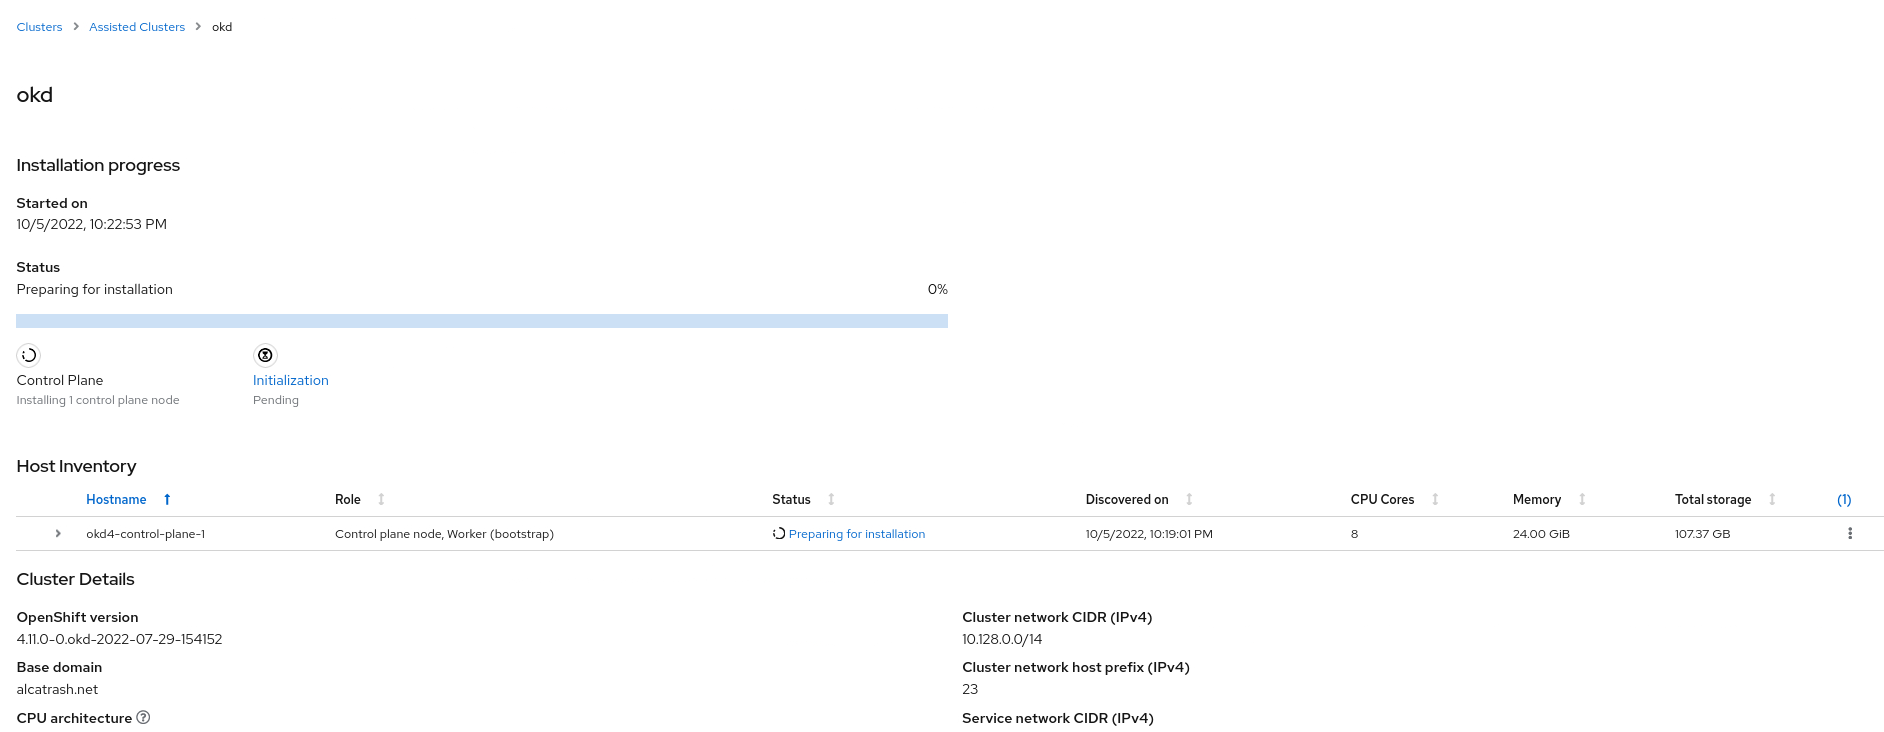 Clusters > Assisted Clusters > okd
okd
Installation progress
Started on
10/5/2022, 10:22:53 PM
Status
Preparing for installation 0%
Control Plane Initialization
Installing 1 control plane node Pending
Host Inventory
Hostname Role Status Discovered on CPU Cores Memory Total storage (1)
okd4-control-plane-1 Control plane node, Worker (bootstrap) Preparing for installation 10/5/2022, 10:19:01 PM 8 24.00 GiB 107.37 GB
Cluster Details
OpenShift version
4.11.0-0.okd-2022-07-29-154152
Base domain
alcatrash.net
CPU architecture
Cluster network CIDR (IPv4)
10.128.0.0/14
Cluster network host prefix (IPv4)
23
Service network CIDR (IPv4)